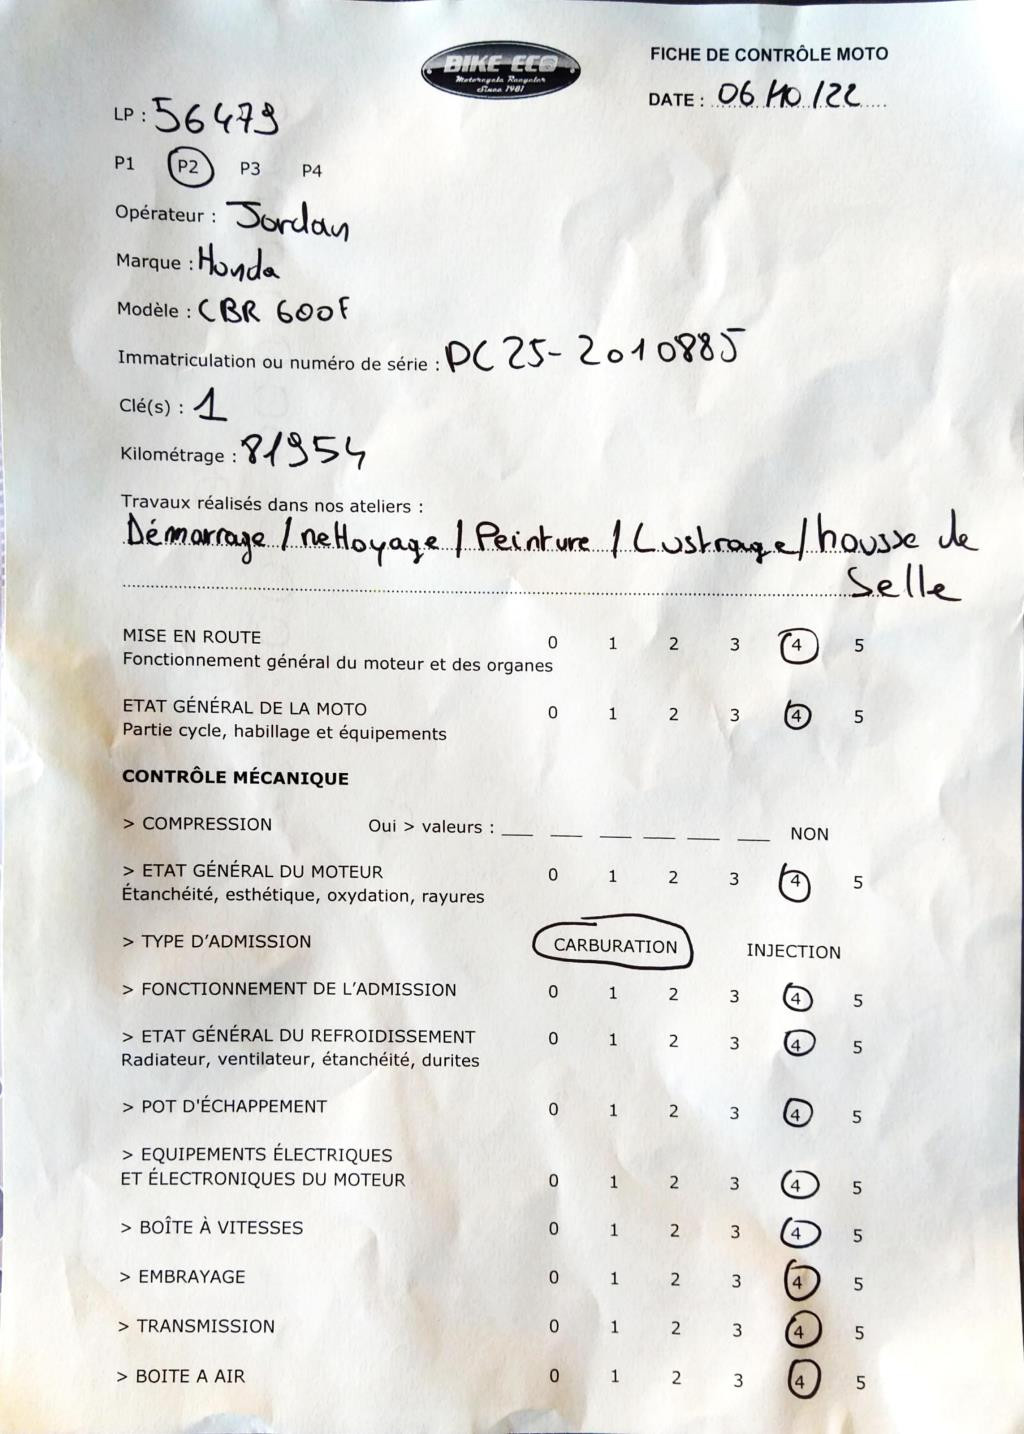 BIKE ECO
Motorcycle Recycler
Since 1981
FICHE DE CONTRÔLE MOTO
DATE : 06/10/22
LP : 56479
P1 P2 P3 P4
Opérateur : Jordan
Marque : Honda
Modèle : CBR 600F
Immatriculation ou numéro de série : PC25-2010885
Clé(s) : 1
Kilométrage : 81954
Travaux réalisés dans nos ateliers :
Démarrage / nettoyage / Peinture / Lustrage / housse de
Selle
MISE EN ROUTE 0 1 2 3 4 5
Fonctionnement général du moteur et des organes
ETAT GÉNÉRAL DE LA MOTO 0 1 2 3 4 5
Partie cycle, habillage et équipements
CONTRÔLE MÉCANIQUE
> COMPRESSION Oui > valeurs : __ __ __ __ __ __ NON
> ETAT GÉNÉRAL DU MOTEUR 0 1 2 3 4 5
Étanchéité, esthétique, oxydation, rayures
> TYPE D'ADMISSION CARBURATION INJECTION
> FONCTIONNEMENT DE L'ADMISSION 0 1 2 3 4 5
> ETAT GÉNÉRAL DU REFROIDISSEMENT 0 1 2 3 4 5
Radiateur, ventilateur, étanchéité, durites
> POT D'ÉCHAPPEMENT 0 1 2 3 4 5
> EQUIPEMENTS ÉLECTRIQUES
ET ÉLECTRONIQUES DU MOTEUR 0 1 2 3 4 5
> BOÎTE À VITESSES 0 1 2 3 4 5
> EMBRAYAGE 0 1 2 3 4 5
> TRANSMISSION 0 1 2 3 4 5
> BOITE A AIR 0 1 2 3 4 5